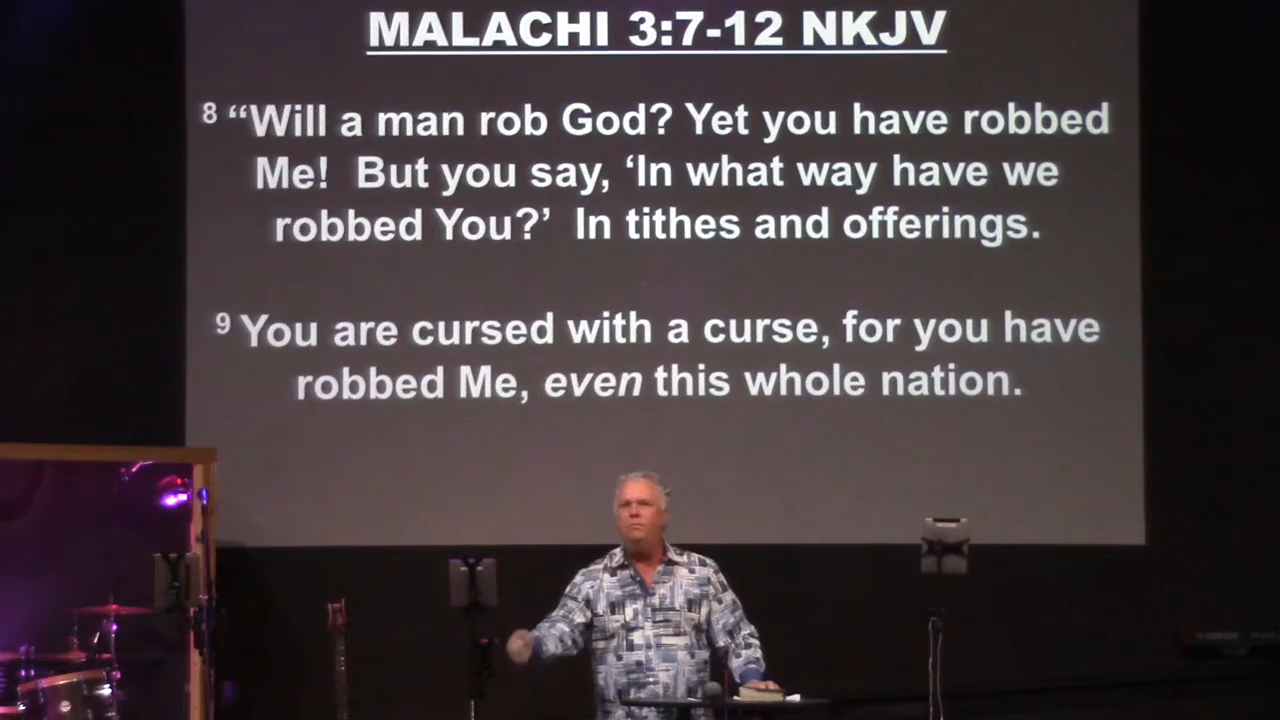 MALACHI 3:7-12 NKJV
8 “Will a man rob God? Yet you have robbed
Me!  But you say, ‘In what way have we
robbed You?’  In tithes and offerings.
9 You are cursed with a curse, for you have
robbed Me, even this whole nation.